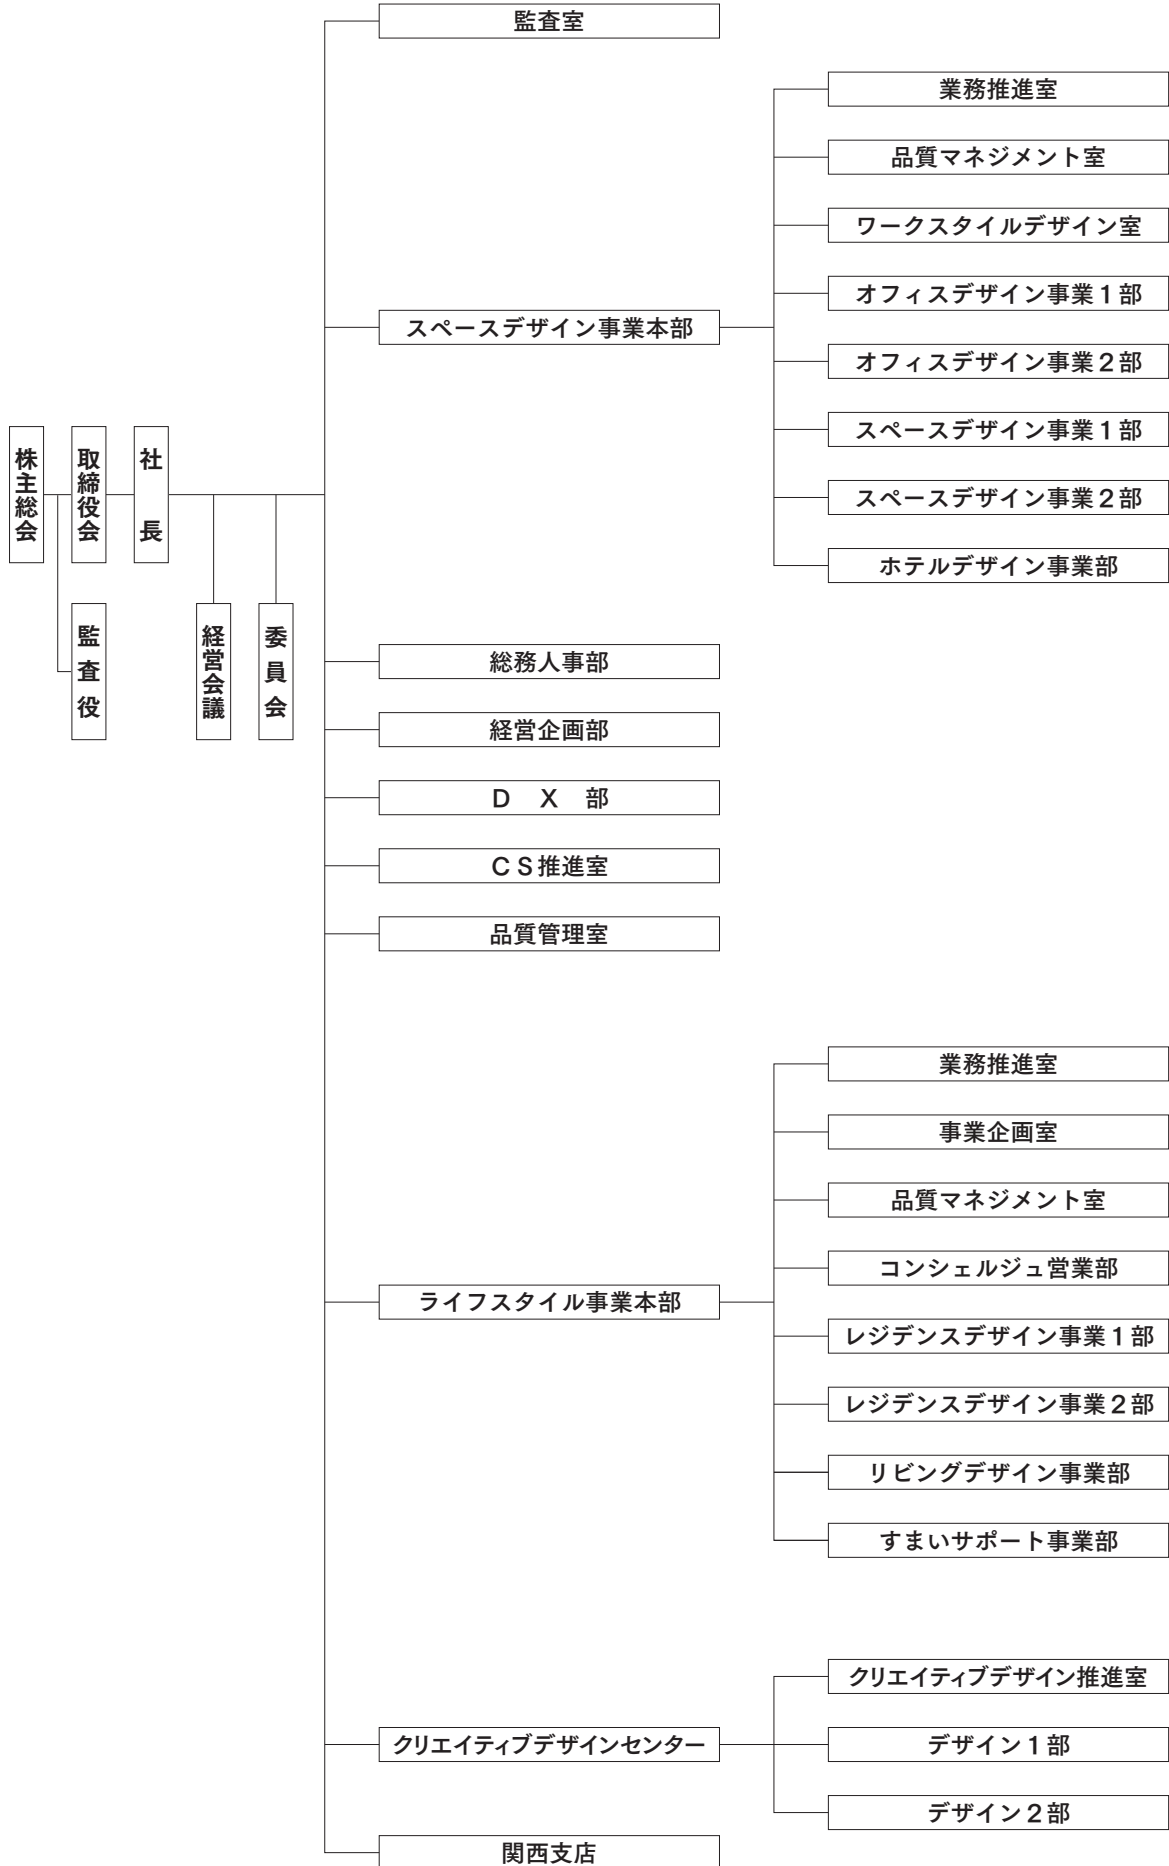 株主総会
取締役会
監査役
社長
経営会議
委員会
監査室
スペースデザイン事業本部
業務推進室
品質マネジメント室
ワークスタイルデザイン室
オフィスデザイン事業1部
オフィスデザイン事業2部
スペースデザイン事業1部
スペースデザイン事業2部
ホテルデザイン事業部
総務人事部
経営企画部
D X 部
CS推進室
品質管理室
ライフスタイル事業本部
業務推進室
事業企画室
品質マネジメント室
コンシェルジュ営業部
レジデンスデザイン事業1部
レジデンスデザイン事業2部
リビングデザイン事業部
すまいサポート事業部
クリエイティブデザインセンター
クリエイティブデザイン推進室
デザイン1部
デザイン2部
関西支店